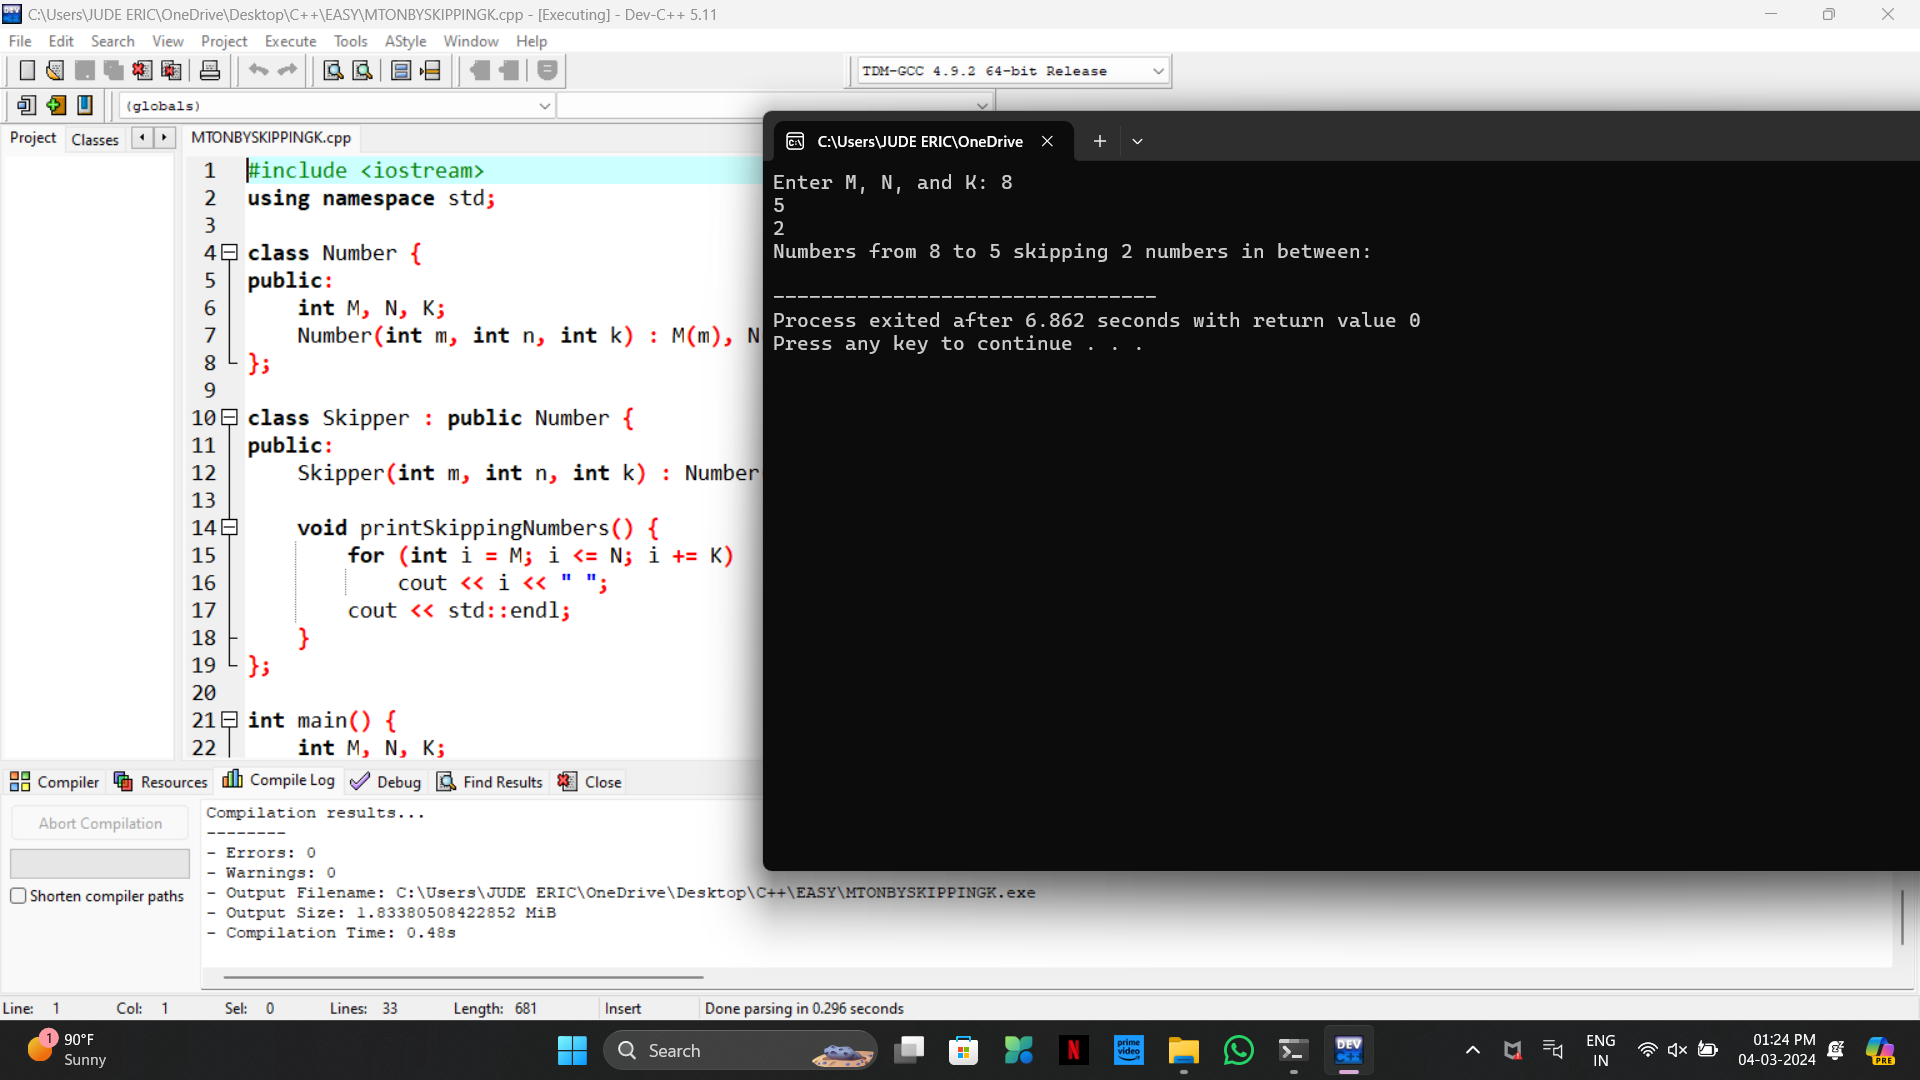 C:\Users\JUDE ERIC\OneDrive\Desktop\C++\EASY\MTONBYSKIPPINGK.cpp - [Executing] - Dev-C++ 5.11
File Edit Search View Project Execute Tools AStyle Window Help
TDM-GCC 4.9.2 64-bit Release
(globals)
Project Classes MTONBYSKIPPINGK.cpp
1 #include <iostream>
2 using namespace std;
3
4 class Number {
5 public:
6 int M, N, K;
7 Number(int m, int n, int k) : M(m), N
8 };
9
10 class Skipper : public Number {
11 public:
12 Skipper(int m, int n, int k) : Number
13
14 void printSkippingNumbers() {
15 for (int i = M; i <= N; i += K)
16 cout << i << " ";
17 cout << std::endl;
18 }
19 };
20
21 int main() {
22 int M, N, K;
C:\Users\JUDE ERIC\OneDrive
Enter M, N, and K: 8
5
2
Numbers from 8 to 5 skipping 2 numbers in between:
--------------------------------
Process exited after 6.862 seconds with return value 0
Press any key to continue . . .
Compiler Resources Compile Log Debug Find Results Close
Abort Compilation
Shorten compiler paths
Compilation results...
--------
- Errors: 0
- Warnings: 0
- Output Filename: C:\Users\JUDE ERIC\OneDrive\Desktop\C++\EASY\MTONBYSKIPPINGK.exe
- Output Size: 1.83380508422852 MiB
- Compilation Time: 0.48s
Line: 1 Col: 1 Sel: 0 Lines: 33 Length: 681 Insert Done parsing in 0.296 seconds
1
90°F
Sunny
Search
prime video
N
DEV C++
ENG
IN
01:24 PM
04-03-2024
PRE